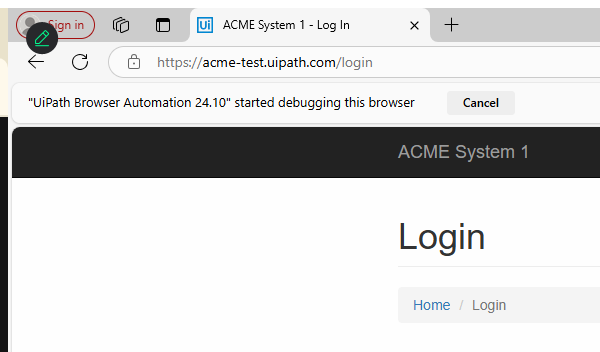 Sign in
Ui ACME System 1 - Log In
https://acme-test.uipath.com/login
"UiPath Browser Automation 24.10" started debugging this browser Cancel
ACME System 1
Login
Home / Login